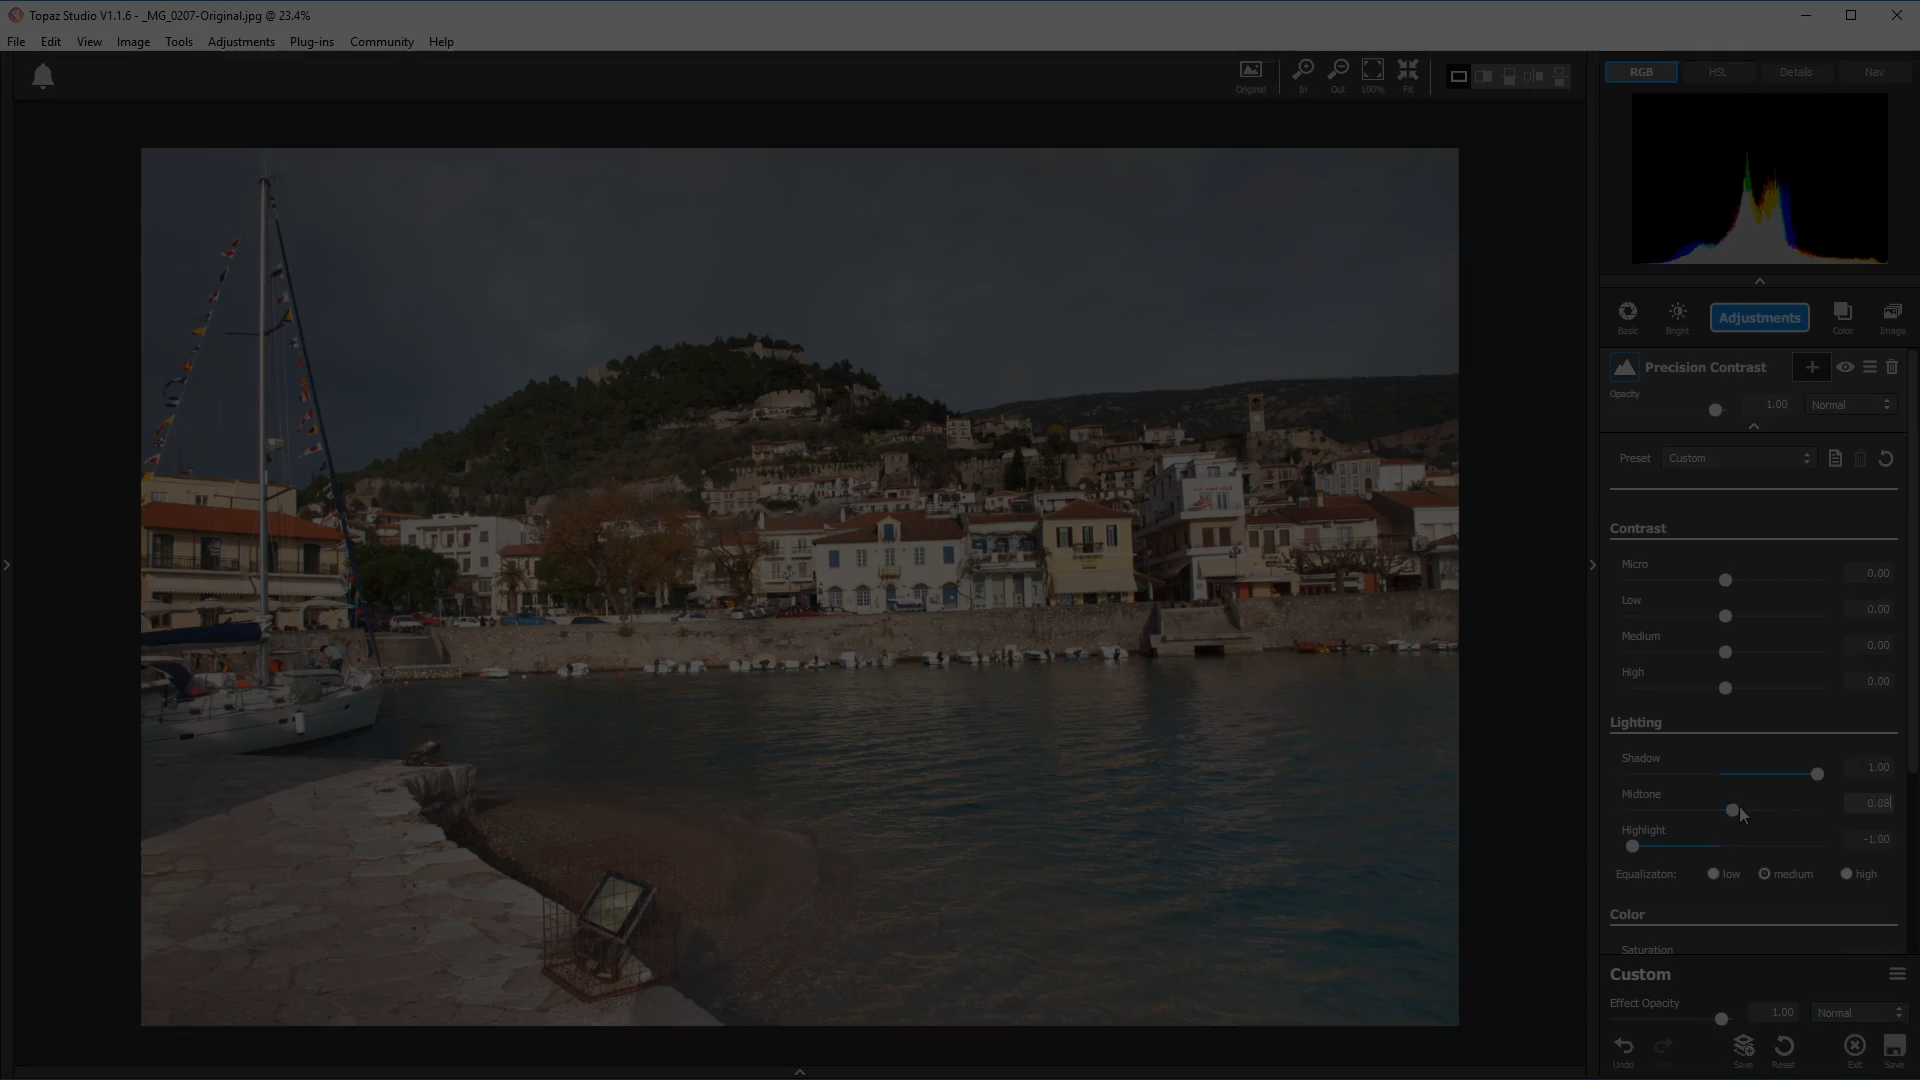 Topaz Studio V1.1.6 - _MG_0207-Original.jpg @ 23.4%
File Edit View Image Tools Adjustments Plug-ins Community Help
Original In Out 100% Fit
RGB HSL Details Nav
Basic Bright Adjustments Color Image
Precision Contrast
Opacity 1.00 Normal
Preset Custom
Contrast
Micro 0.00
Low 0.00
Medium 0.00
High 0.00
Lighting
Shadow 1.00
Midtone 0.08
Highlight -1.00
Equalizaton: low medium high
Color
Saturation
Custom
Effect Opacity 1.00 Normal
Undo Save Reset Exit Save